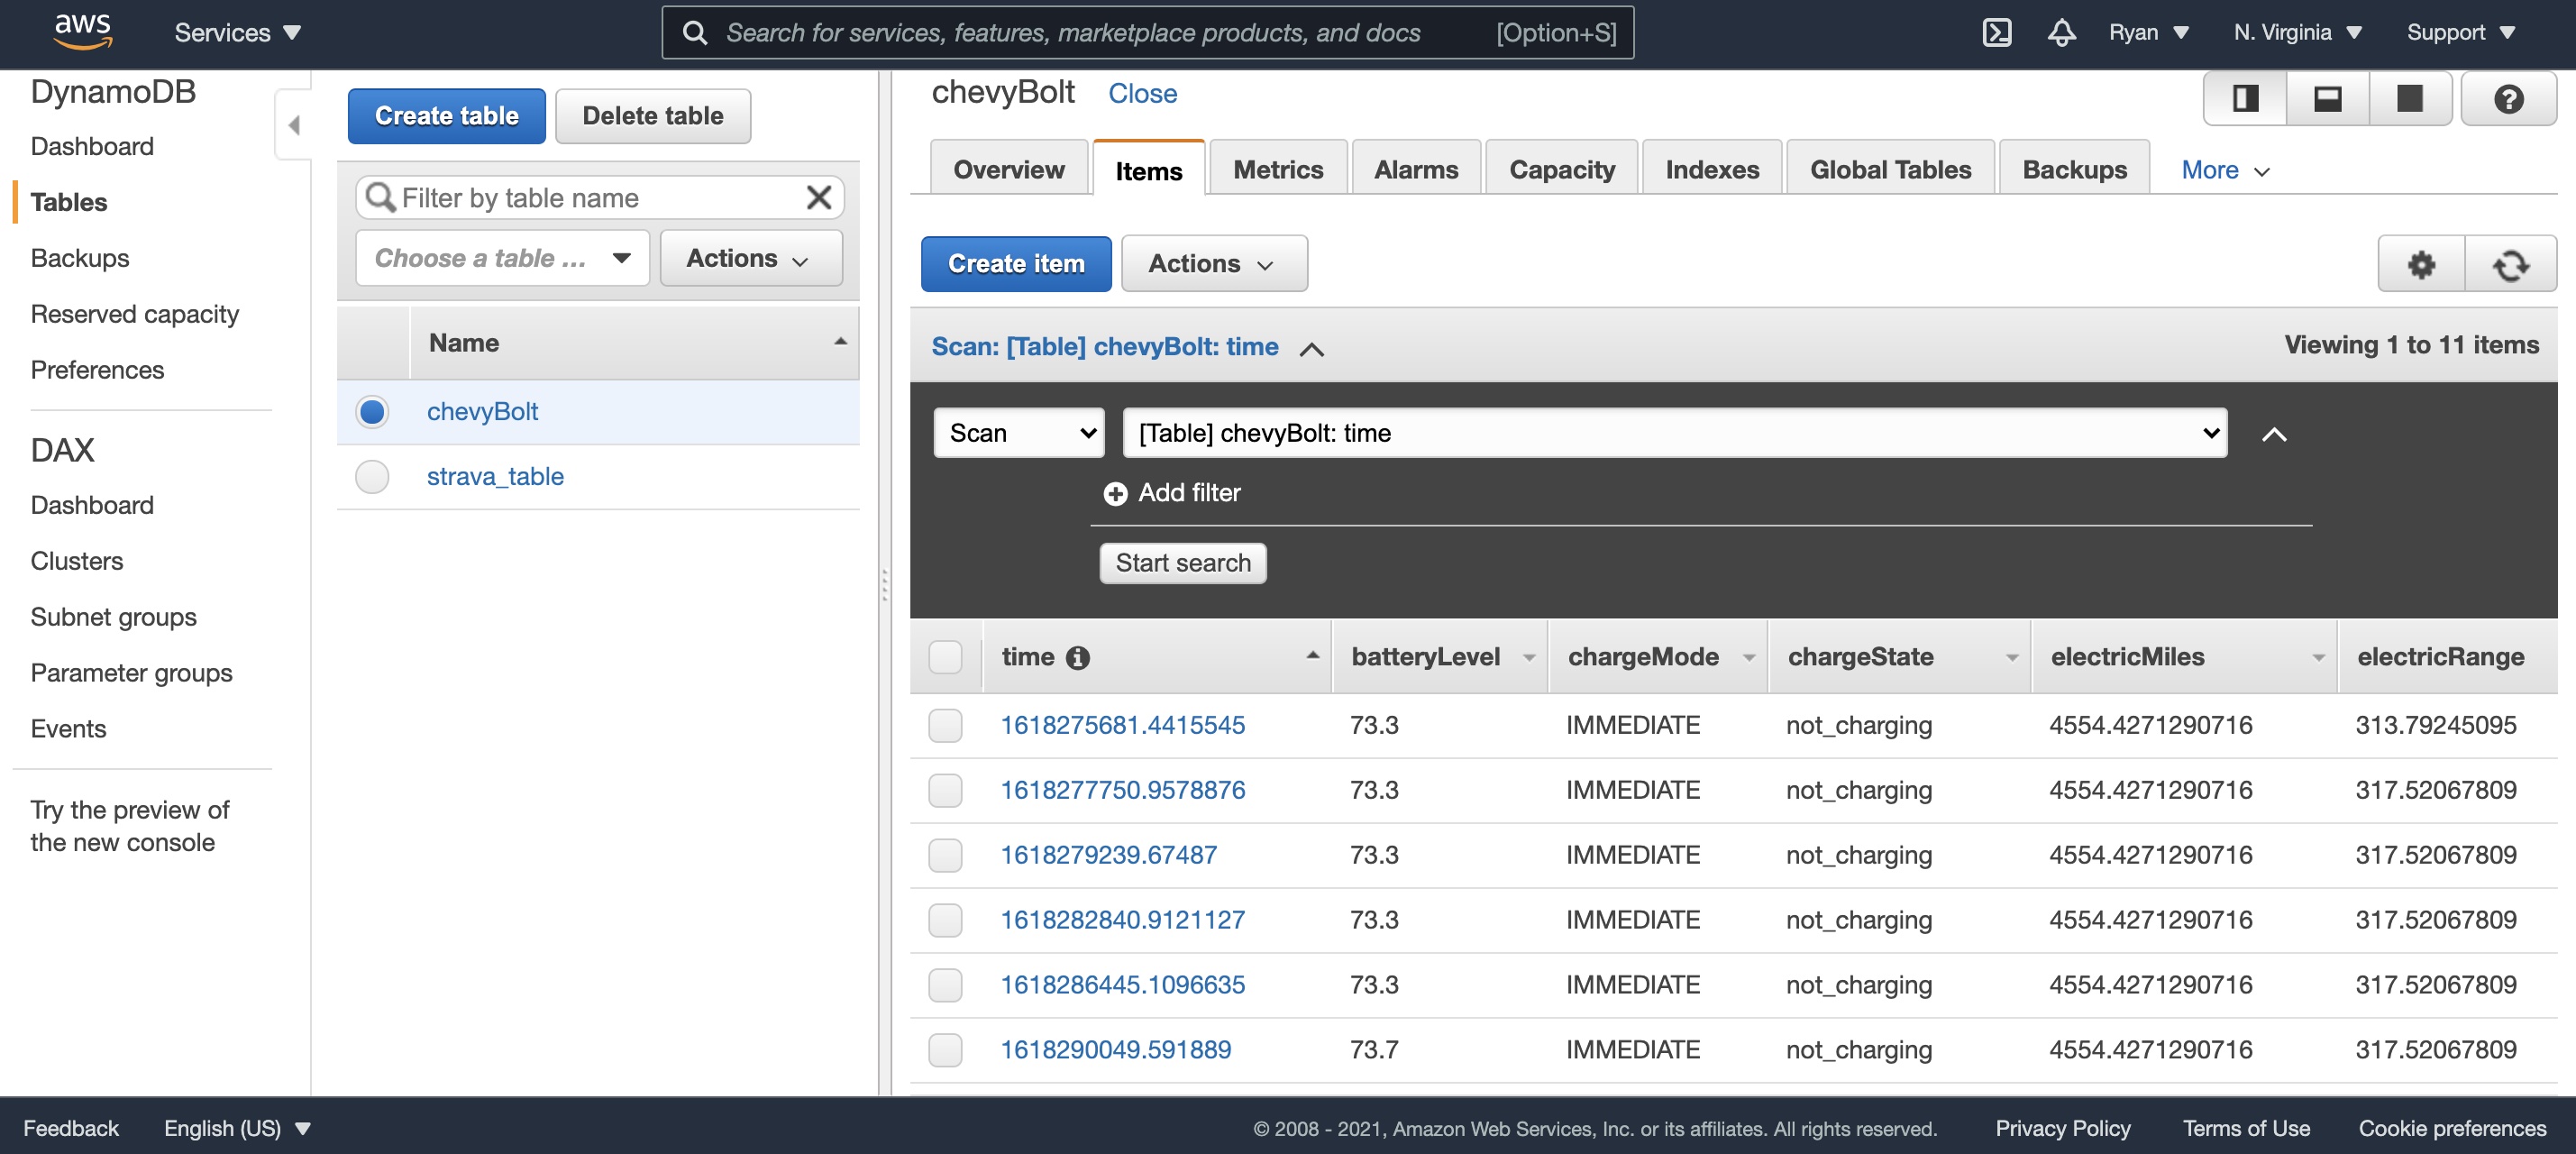 aws Services Search for services, features, marketplace products, and docs [Option+S] Ryan N. Virginia Support
DynamoDB
Dashboard
Tables
Backups
Reserved capacity
Preferences
DAX
Dashboard
Clusters
Subnet groups
Parameter groups
Events
Try the preview of
the new console
Create table Delete table
Filter by table name
Choose a table ... Actions
Name
chevyBolt
strava_table
chevyBolt Close
Overview Items Metrics Alarms Capacity Indexes Global Tables Backups More
Create item Actions
Scan: [Table] chevyBolt: time Viewing 1 to 11 items
Scan [Table] chevyBolt: time
Add filter
Start search
time batteryLevel chargeMode chargeState electricMiles electricRange
1618275681.4415545 73.3 IMMEDIATE not_charging 4554.4271290716 313.79245095
1618277750.9578876 73.3 IMMEDIATE not_charging 4554.4271290716 317.52067809
1618279239.67487 73.3 IMMEDIATE not_charging 4554.4271290716 317.52067809
1618282840.9121127 73.3 IMMEDIATE not_charging 4554.4271290716 317.52067809
1618286445.1096635 73.3 IMMEDIATE not_charging 4554.4271290716 317.52067809
1618290049.591889 73.7 IMMEDIATE not_charging 4554.4271290716 317.52067809
Feedback English (US) © 2008 - 2021, Amazon Web Services, Inc. or its affiliates. All rights reserved. Privacy Policy Terms of Use Cookie preferences